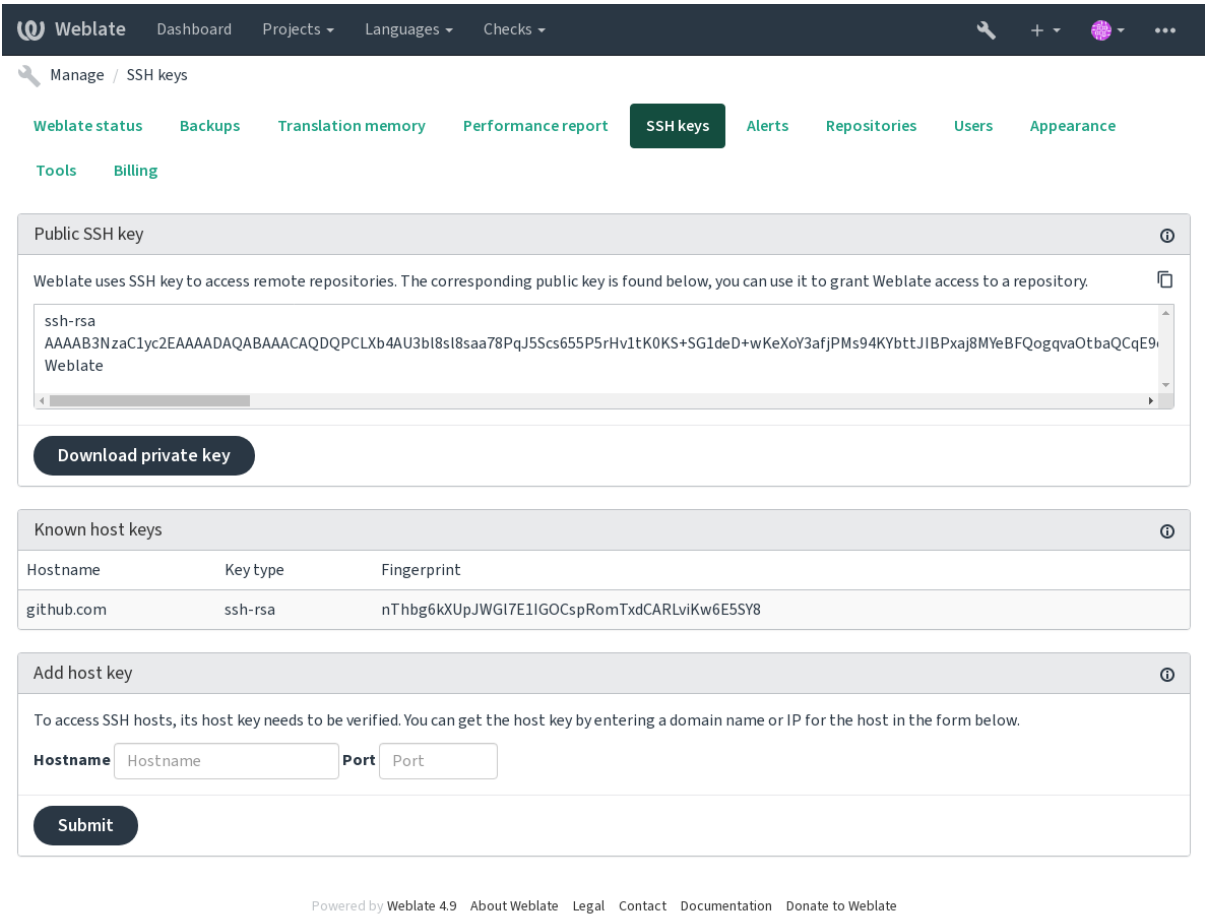 Weblate Dashboard Projects Languages Checks
Manage / SSH keys
Weblate status Backups Translation memory Performance report SSH keys Alerts Repositories Users Appearance
Tools Billing
Public SSH key
Weblate uses SSH key to access remote repositories. The corresponding public key is found below, you can use it to grant Weblate access to a repository.
ssh-rsa
AAAAB3NzaC1yc2EAAAADAQABAAACAQDQPCLXb4AU3bl8sl8saa78PqJ5Scs655P5rHv1tK0KS+SG1deD+wKeXoY3afjPMs94KYbttJIBPxaj8MYeBFQogqvaOtbaQCqE9
Weblate
Download private key
Known host keys
Hostname Key type Fingerprint
github.com ssh-rsa nThbg6kXUpJWGl7E1IGOCspRomTxdCARLviKw6E5SY8
Add host key
To access SSH hosts, its host key needs to be verified. You can get the host key by entering a domain name or IP for the host in the form below.
Hostname Hostname Port Port
Submit
Powered by Weblate 4.9 About Weblate Legal Contact Documentation Donate to Weblate